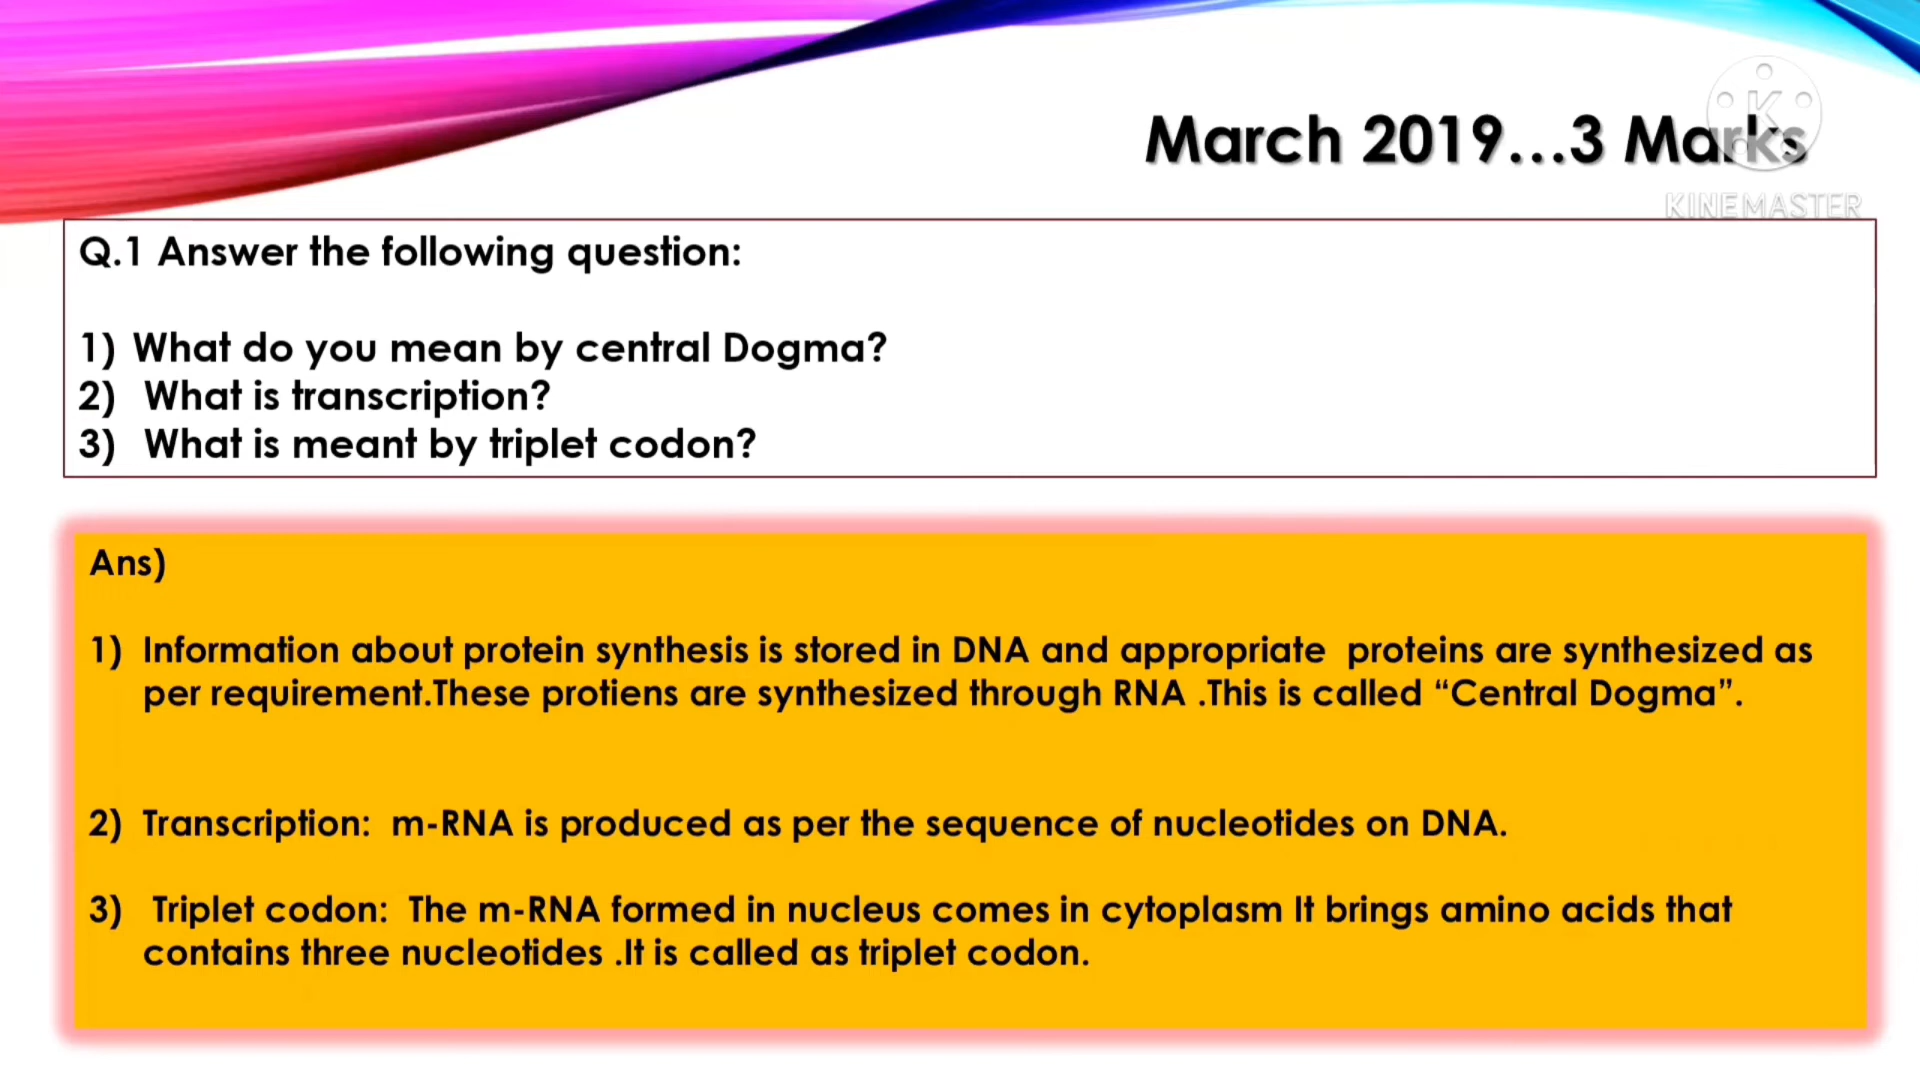 March 2019...3 Marks
KINEMASTER
Q.1 Answer the following question:
1) What do you mean by central Dogma?
2) What is transcription?
3) What is meant by triplet codon?
Ans)
1) Information about protein synthesis is stored in DNA and appropriate proteins are synthesized as
per requirement.These protiens are synthesized through RNA .This is called “Central Dogma”.
2) Transcription: m-RNA is produced as per the sequence of nucleotides on DNA.
3) Triplet codon: The m-RNA formed in nucleus comes in cytoplasm It brings amino acids that
contains three nucleotides .It is called as triplet codon.